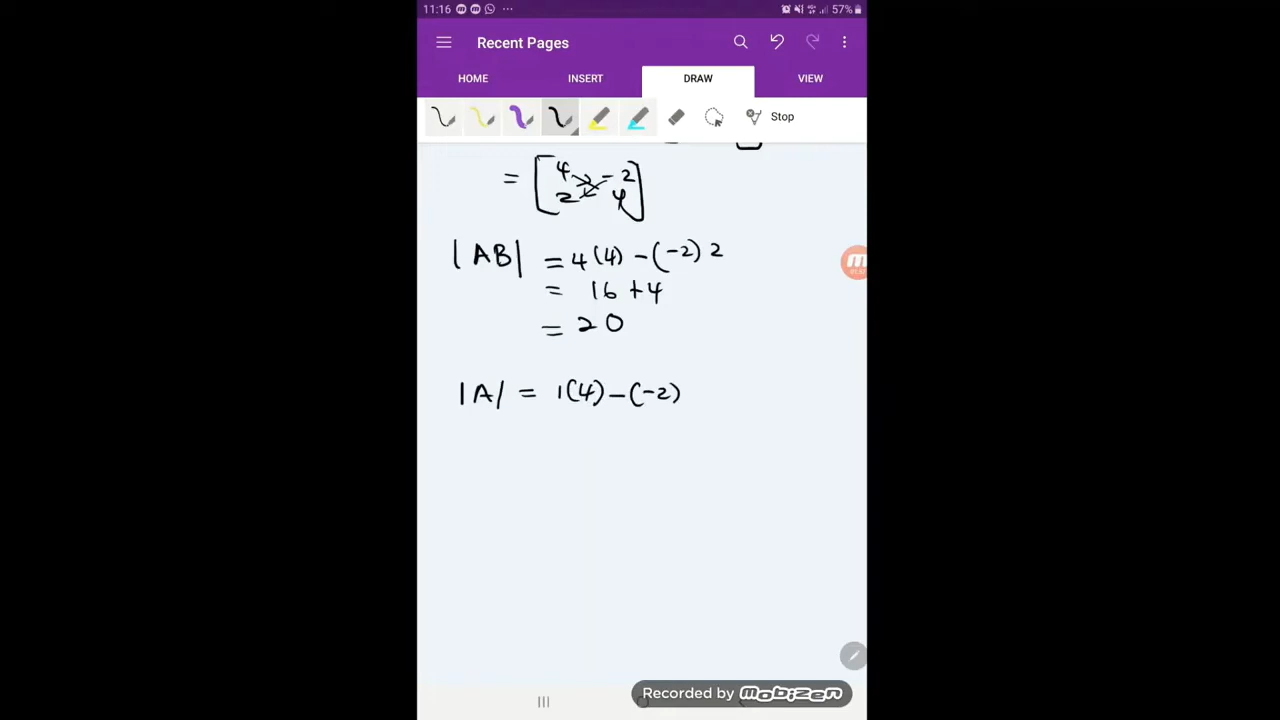 11:16 ... 57%
Recent Pages
HOME INSERT DRAW VIEW
Stop
= [4 -2
2 4]
|AB| = 4(4) -(-2) 2
= 16 +4
= 20
|A| = 1(4) -(-2)
Recorded by mobizen